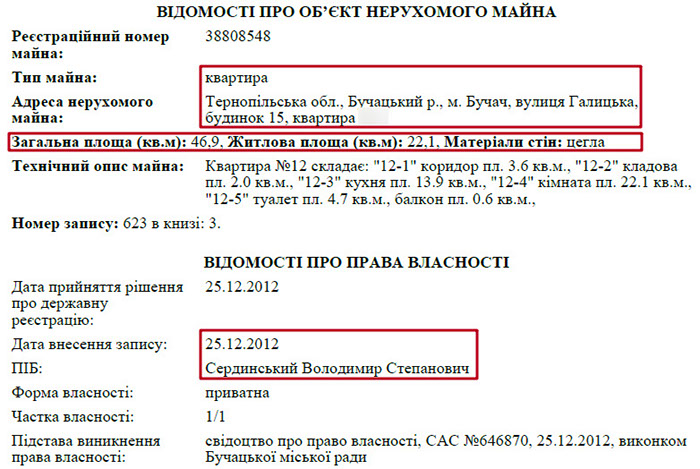 ВІДОМОСТІ ПРО ОБ’ЄКТ НЕРУХОМОГО МАЙНА
Реєстраційний номер майна: 38808548
Тип майна: квартира
Адреса нерухомого майна: Тернопільська обл., Бучацький р., м. Бучач, вулиця Галицька,
будинок 15, квартира
Загальна площа (кв.м): 46,9, Житлова площа (кв.м): 22,1, Матеріали стін: цегла
Технічний опис майна: Квартира №12 складає: "12-1" коридор пл. 3.6 кв.м., "12-2" кладова
пл. 2.0 кв.м., "12-3" кухня пл. 13.9 кв.м., "12-4" кімната пл. 22.1 кв.м.,
"12-5" туалет пл. 4.7 кв.м., балкон пл. 0.6 кв.м.,
Номер запису: 623 в книзі: 3.
ВІДОМОСТІ ПРО ПРАВА ВЛАСНОСТІ
Дата прийняття рішення про державну реєстрацію: 25.12.2012
Дата внесення запису: 25.12.2012
ПІБ: Сердинський Володимир Степанович
Форма власності: приватна
Частка власності: 1/1
Підстава виникнення права власності: свідоцтво про право власності, САС №646870, 25.12.2012, виконком
Бучацької міської ради